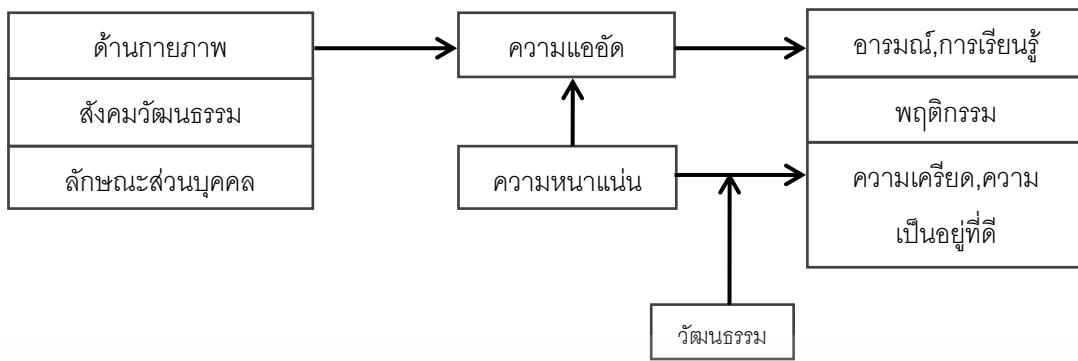 ด้านกายภาพ
สังคมวัฒนธรรม
ลักษณะส่วนบุคคล
ความแออัด
ความหนาแน่น
อารมณ์,การเรียนรู้
พฤติกรรม
ความเครียด,ความ
เป็นอยู่ที่ดี
วัฒนธรรม